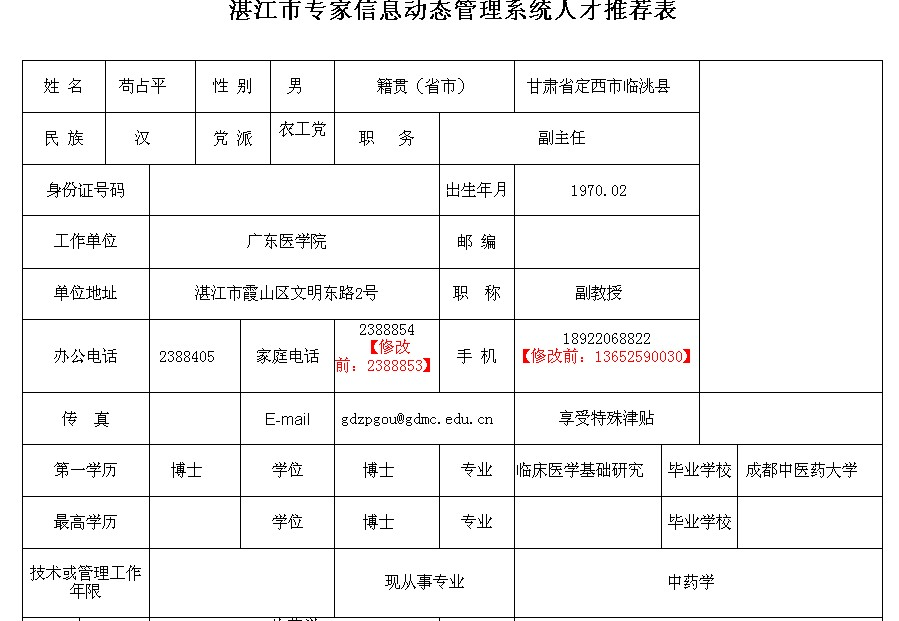 湛江市专家信息动态管理系统人才推荐表
姓 名 苟占平 性 别 男 籍贯（省市） 甘肃省定西市临洮县
民 族 汉 党 派 农工党 职 务 副主任
身份证号码 出生年月 1970.02
工作单位 广东医学院 邮 编
单位地址 湛江市霞山区文明东路2号 职 称 副教授
办公电话 2388405 家庭电话 2388854
【修改
前：2388853】
手 机 18922068822
【修改前：13652590030】
传 真 E-mail gdzpgou@gdmc.edu.cn 享受特殊津贴
第一学历 博士 学位 博士 专业 临床医学基础研究 毕业学校 成都中医药大学
最高学历 学位 博士 专业 毕业学校
技术或管理工作
年限
现从事专业 中药学